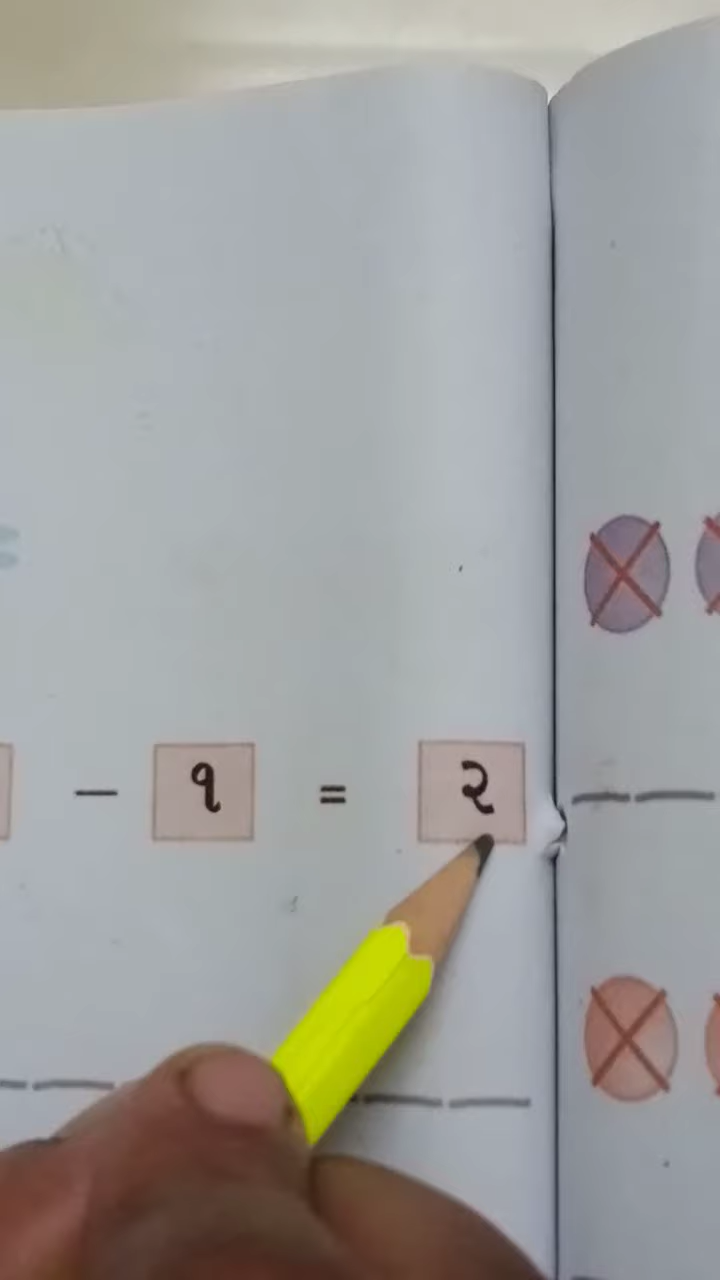 − ૧ = ૨